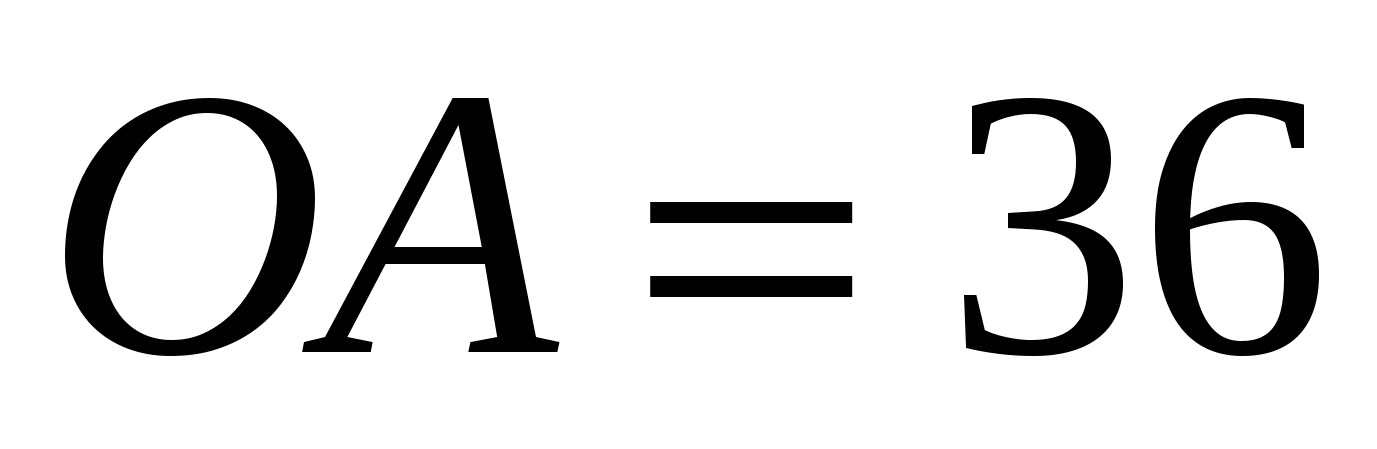 OA = 36